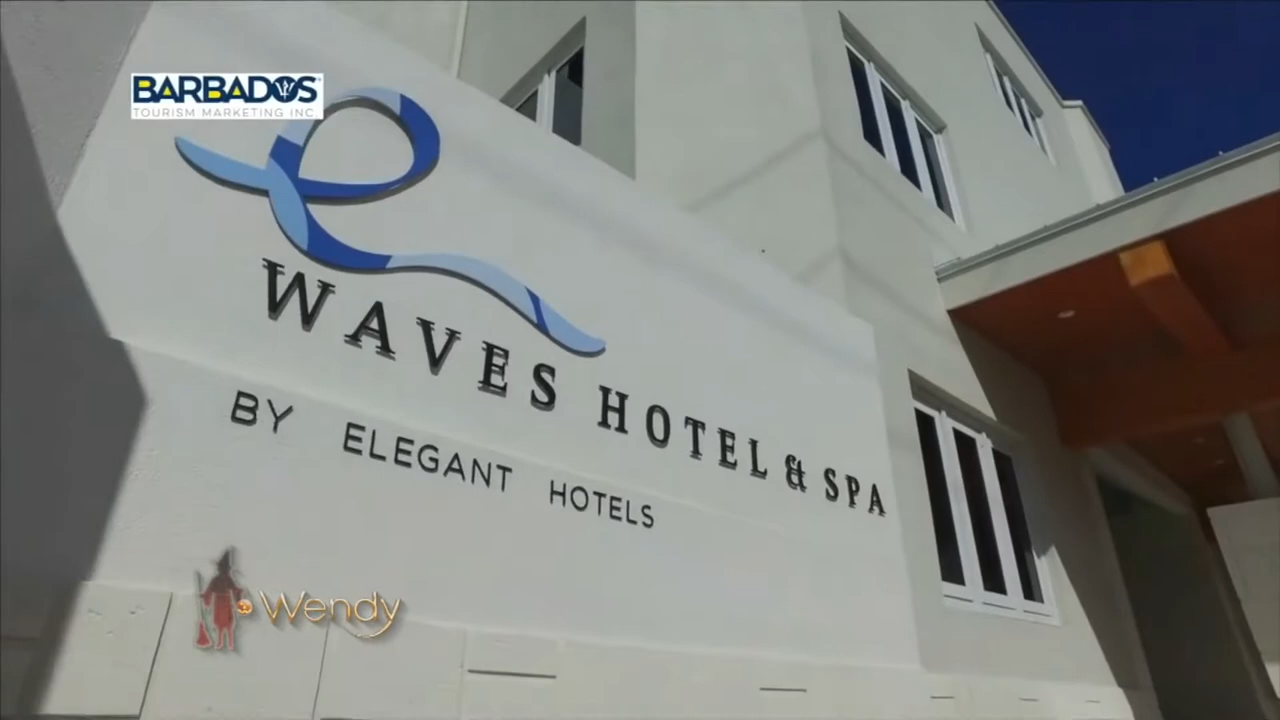 BARBADOS
TOURISM MARKETING INC.
WAVES HOTEL & SPA
BY ELEGANT HOTELS
Wendy